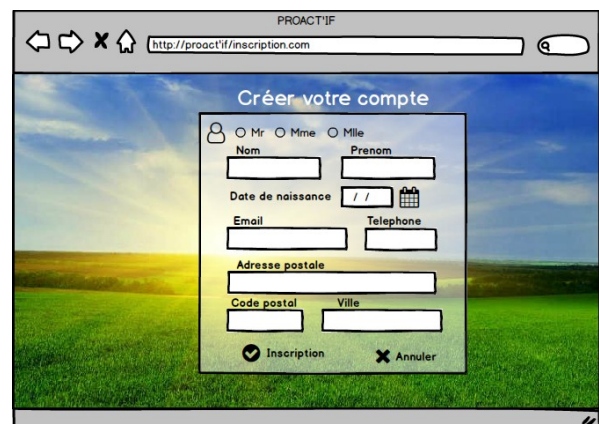 PROACT'IF
http://proact'if/inscription.com
Créer votre compte
Mr Mme Mlle
Nom Prenom
Date de naissance / /
Email Telephone
Adresse postale
Code postal Ville
Inscription Annuler